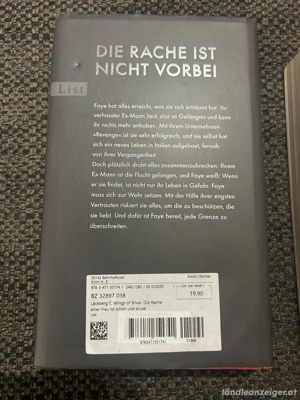 DIE RACHE IST
NICHT VORBEI
List
Faye hat alles erreicht, was sie sich erträumt hat: Ihr
verhasster Ex-Mann Jack sitzt im Gefängnis und kann
ihr nichts mehr anhaben. Mit ihrem Unternehmen
»Revenge« ist sie sehr erfolgreich, und sie selbst hat
sich ein neues Leben in Italien aufgebaut, fernab
von ihrer Vergangenheit.
Doch plötzlich droht alles zusammenzubrechen: Ihrem
Ex-Mann ist die Flucht gelungen, und Faye weiß: Wenn
er sie findet, ist nicht nur ihr Leben in Gefahr. Faye
muss sich zur Wehr setzen. Mit der Hilfe ihrer engsten
Vertrauten riskiert sie alles, um die zu beschützen, die
sie liebt. Und dafür ist Faye bereit, jede Grenze zu
überschreiten.
BZ 32897 038
19,90
Läckberg C: Wings of Silver. Die Rache
einer Frau ist schön und brutal
ländleanzeiger.at